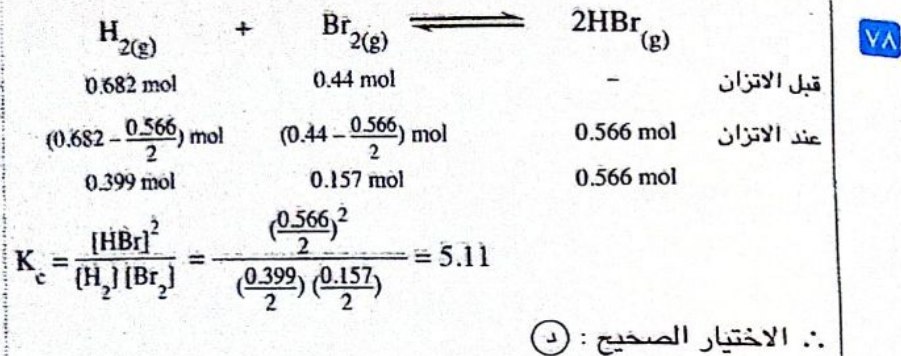 ٧٨
H2(g) + Br2(g) ⇌ 2HBr(g)
0.682 mol 0.44 mol – قبل الاتزان
(0.682 - 0.566/2) mol (0.44 - 0.566/2) mol 0.566 mol عند الاتزان
0.399 mol 0.157 mol 0.566 mol
Kc = [HBr]^2 / [H2] [Br2] = (0.566/2)^2 / (0.399/2) (0.157/2) = 5.11
∴ الاختيار الصحيح : د